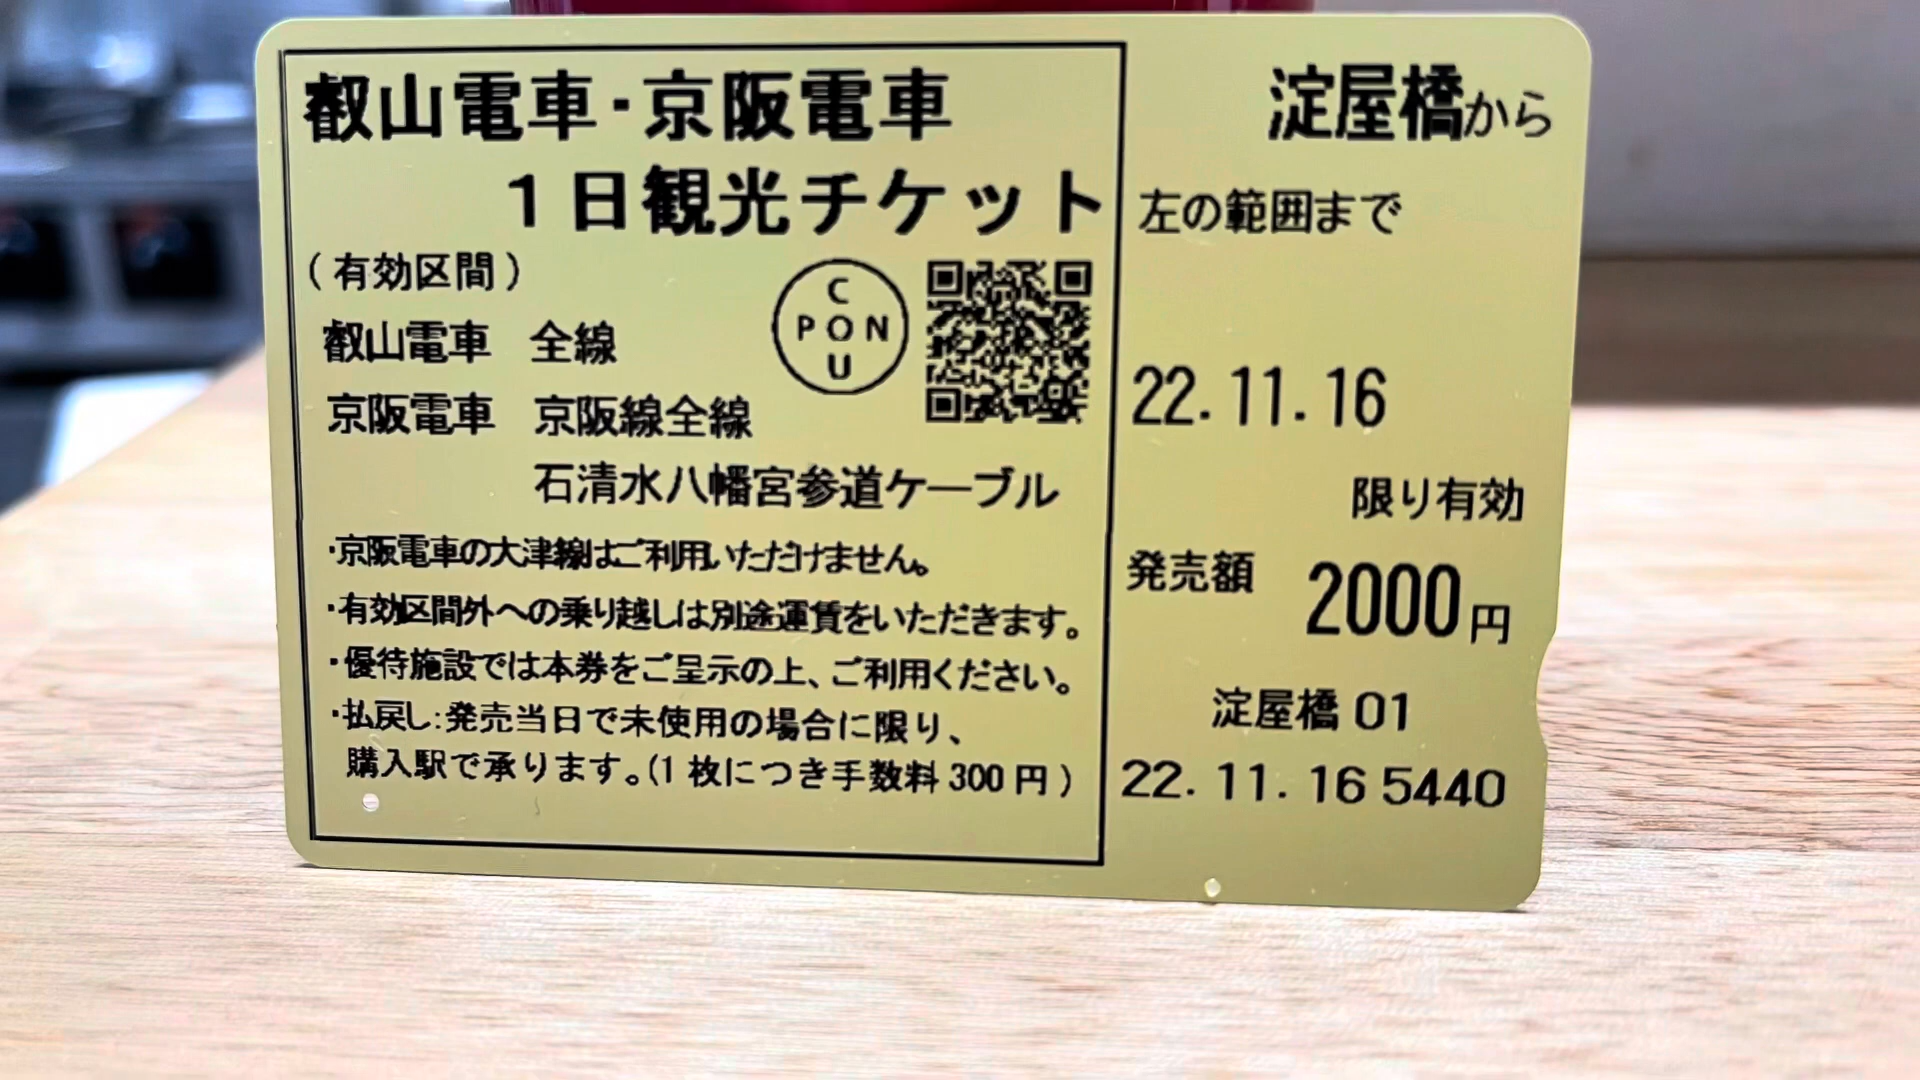 叡山電車・京阪電車
1日観光チケット
(有効区間)
叡山電車 全線
京阪電車 京阪線全線
石清水八幡宮参道ケーブル
C
PON
U
・京阪電車の大津線はご利用いただけません。
・有効区間外への乗り越しは別途運賃をいただきます。
・優待施設では本券をご呈示の上、ご利用ください。
・払戻し:発売当日で未使用の場合に限り、
購入駅で承ります。(1枚につき手数料300円)
淀屋橋から
左の範囲まで
22.11.16
限り有効
発売額 2000円
淀屋橋01
22.11.16 5440